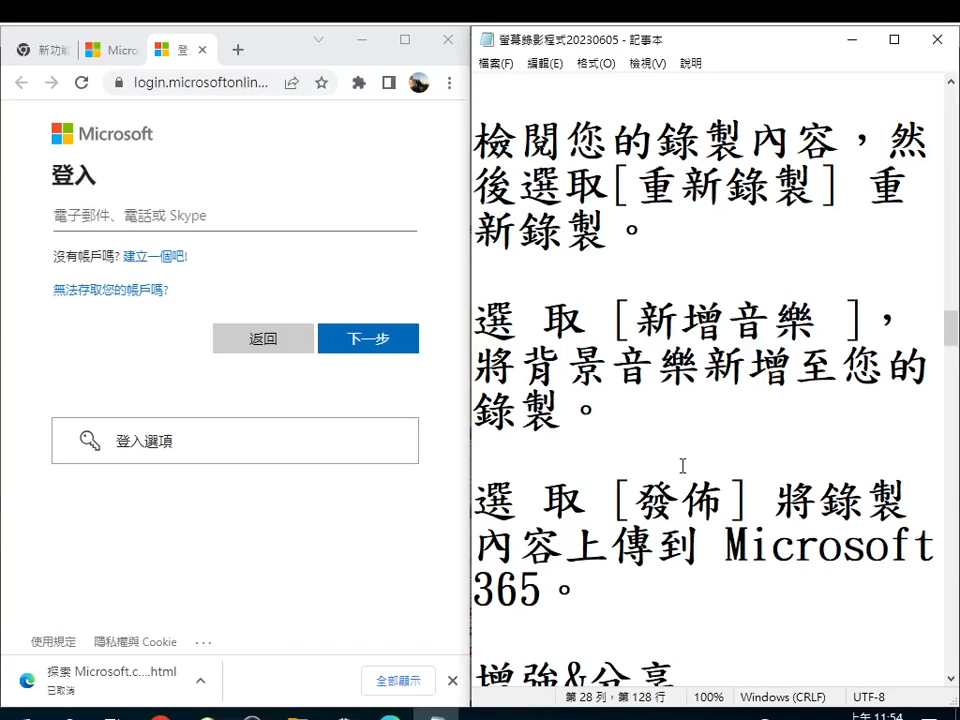 新功能
Micro
登
login.microsoftonlin...
Microsoft
登入
電子郵件、電話或 Skype
沒有帳戶嗎? 建立一個吧!
無法存取您的帳戶嗎?
返回
下一步
登入選項
使用規定
隱私權與 Cookie
...
探索 Microsoft.c....html
已取消
全部顯示
螢幕錄影程式20230605 - 記事本
檔案(F)
編輯(E)
格式(O)
檢視(V)
說明
檢閱您的錄製內容，然
後選取[重新錄製] 重
新錄製。
選 取 [新增音樂 ]，
將背景音樂新增至您的
錄製。
選 取 [發佈] 將錄製
內容上傳到 Microsoft
365。
增強&分享
第 28 列，第 128 行
100%
Windows (CRLF)
UTF-8
上午 11:54